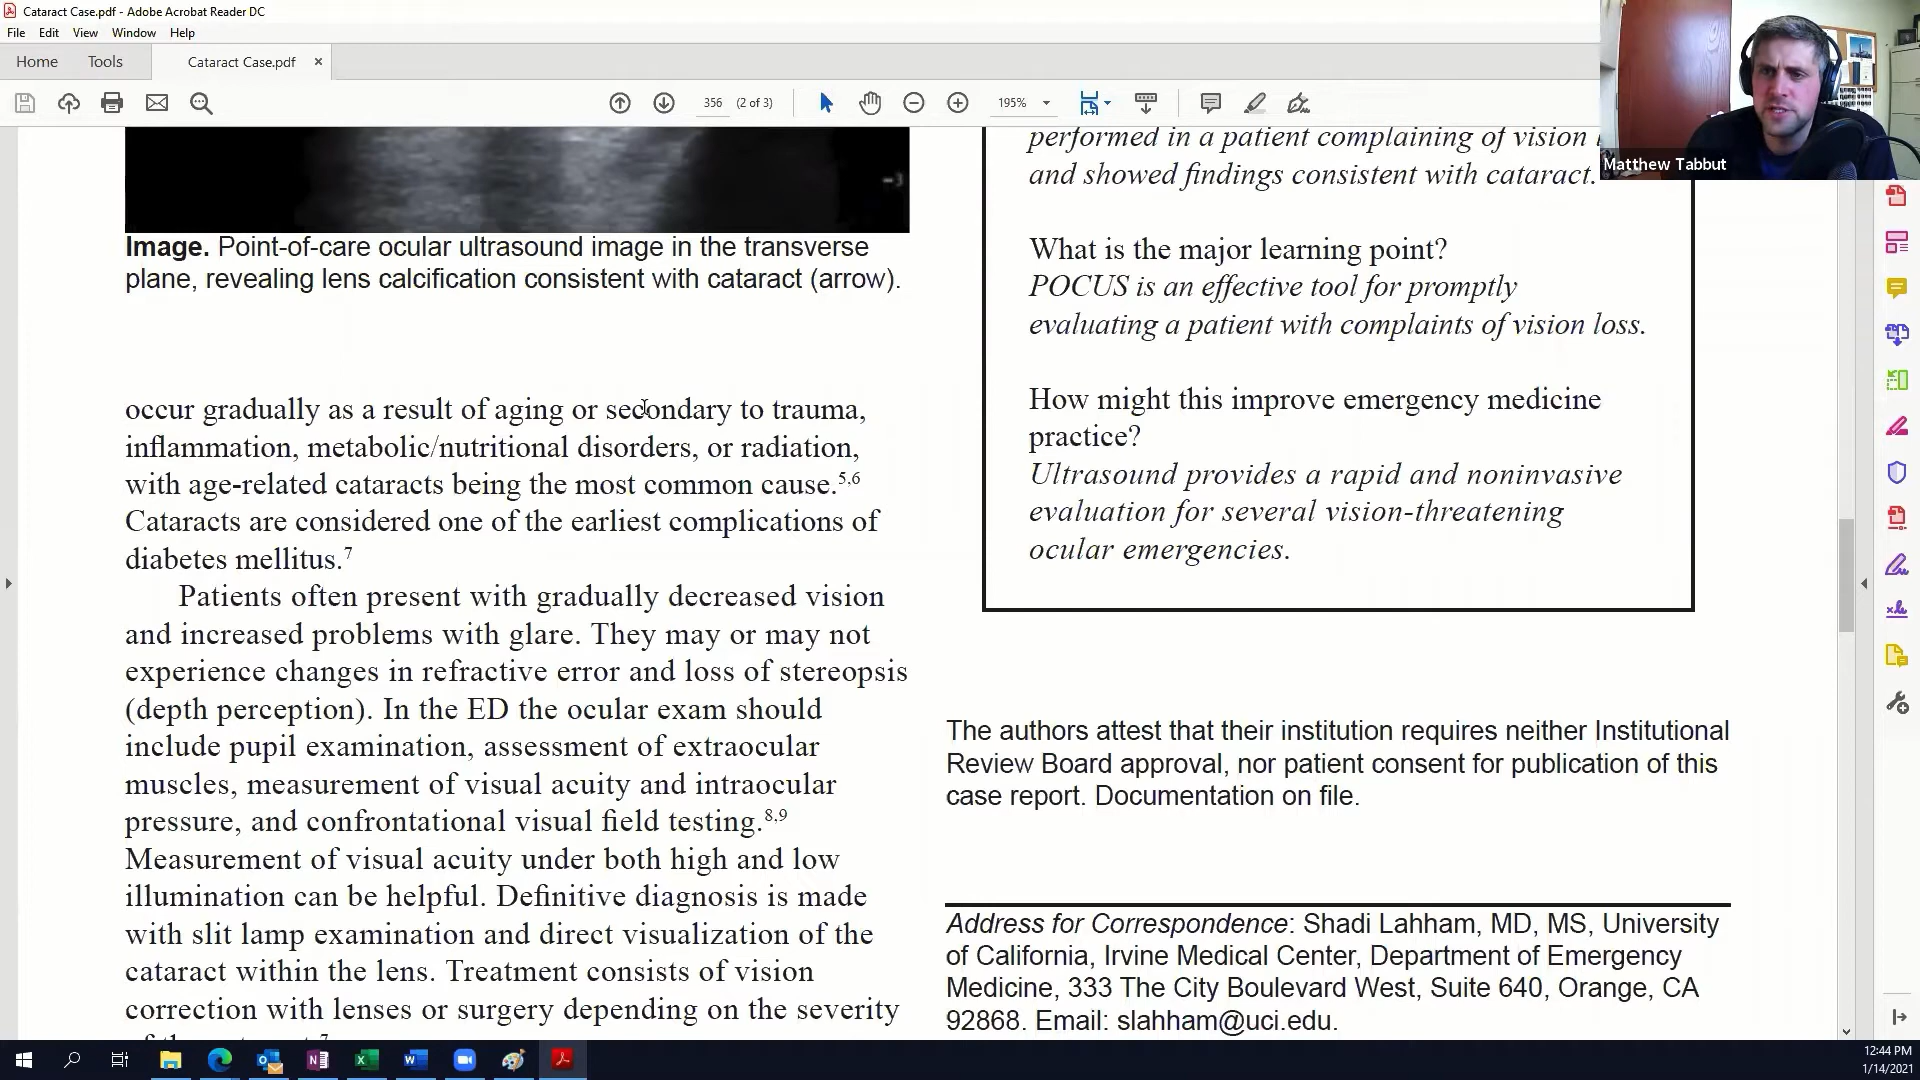 Cataract Case.pdf - Adobe Acrobat Reader DC
File Edit View Window Help
Home Tools Cataract Case.pdf ×
356 (2 of 3) 195%
Matthew Tabbut
Image. Point-of-care ocular ultrasound image in the transverse
plane, revealing lens calcification consistent with cataract (arrow).
occur gradually as a result of aging or secondary to trauma,
inflammation, metabolic/nutritional disorders, or radiation,
with age-related cataracts being the most common cause.5,6
Cataracts are considered one of the earliest complications of
diabetes mellitus.7
Patients often present with gradually decreased vision
and increased problems with glare. They may or may not
experience changes in refractive error and loss of stereopsis
(depth perception). In the ED the ocular exam should
include pupil examination, assessment of extraocular
muscles, measurement of visual acuity and intraocular
pressure, and confrontational visual field testing.8,9
Measurement of visual acuity under both high and low
illumination can be helpful. Definitive diagnosis is made
with slit lamp examination and direct visualization of the
cataract within the lens. Treatment consists of vision
correction with lenses or surgery depending on the severity
performed in a patient complaining of vision
and showed findings consistent with cataract.
What is the major learning point?
POCUS is an effective tool for promptly
evaluating a patient with complaints of vision loss.
How might this improve emergency medicine
practice?
Ultrasound provides a rapid and noninvasive
evaluation for several vision-threatening
ocular emergencies.
The authors attest that their institution requires neither Institutional
Review Board approval, nor patient consent for publication of this
case report. Documentation on file.
Address for Correspondence: Shadi Lahham, MD, MS, University
of California, Irvine Medical Center, Department of Emergency
Medicine, 333 The City Boulevard West, Suite 640, Orange, CA
92868. Email: slahham@uci.edu.
12:44 PM
1/14/2021